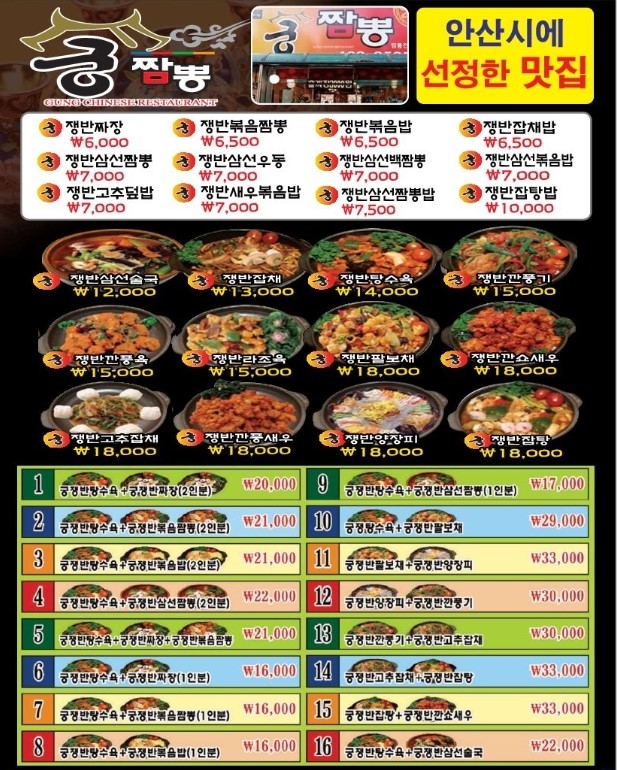 궁짬뽕
GUNG CHINESE RESTAURANT
궁 짬뽕
안산시에
선정한 맛집
쟁반짜장 쟁반볶음짬뽕 쟁반볶음밥 쟁반잡채밥
₩6,000 ₩6,500 ₩6,500 ₩6,500
쟁반삼선짬뽕 쟁반삼선우동 쟁반삼선백짬뽕 쟁반삼선볶음밥
₩7,000 ₩7,000 ₩7,000 ₩7,000
쟁반고추덮밥 쟁반새우볶음밥 쟁반삼선짬뽕밥 쟁반잡탕밥
₩7,000 ₩7,000 ₩7,500 ₩10,000
쟁반삼선술국 쟁반잡채 쟁반탕수육 쟁반깐풍기
₩12,000 ₩13,000 ₩14,000 ₩15,000
쟁반깐풍육 쟁반라조육 쟁반팔보채 쟁반깐쇼새우
₩15,000 ₩15,000 ₩18,000 ₩18,000
쟁반고추잡채 쟁반깐풍새우 쟁반양장피 쟁반잡탕
₩18,000 ₩18,000 ₩18,000 ₩18,000
1 궁쟁반탕수육+궁쟁반짜장(2인분) ₩20,000
2 궁쟁반탕수육+궁쟁반볶음짬뽕(2인분) ₩21,000
3 궁쟁반탕수육+궁쟁반볶음밥(2인분) ₩21,000
4 궁쟁반탕수육+궁쟁반삼선짬뽕(2인분) ₩22,000
5 궁쟁반탕수육+궁쟁반짜장+궁쟁반볶음짬뽕 ₩21,000
6 궁쟁반탕수육+궁쟁반짜장(1인분) ₩16,000
7 궁쟁반탕수육+궁쟁반볶음짬뽕(1인분) ₩16,000
8 궁쟁반탕수육+궁쟁반볶음밥(1인분) ₩16,000
9 궁쟁반탕수육+궁쟁반삼선짬뽕(1인분) ₩17,000
10 궁쟁반탕수육+궁쟁반팔보채 ₩29,000
11 궁쟁반팔보채+궁쟁반양장피 ₩33,000
12 궁쟁반양장피+궁쟁반깐풍기 ₩30,000
13 궁쟁반깐풍기+궁쟁반고추잡채 ₩30,000
14 궁쟁반고추잡채+궁쟁반잡탕 ₩33,000
15 궁쟁반잡탕+궁쟁반깐쇼새우 ₩33,000
16 궁쟁반탕수육+궁쟁반삼선술국 ₩22,000